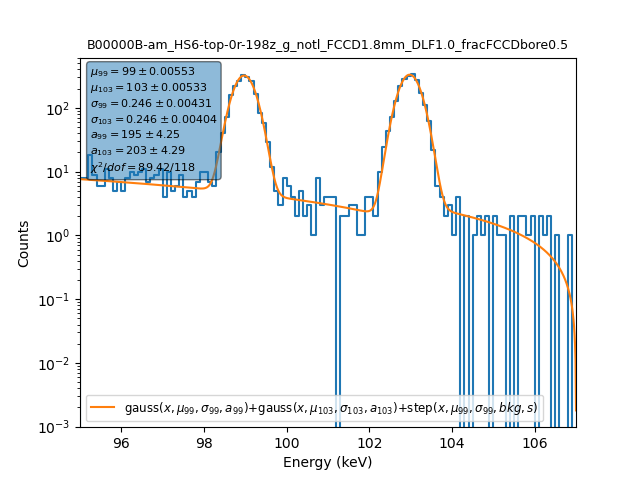 B00000B-am_HS6-top-0r-198z_g_notl_FCCD1.8mm_DLF1.0_fracFCCDbore0.5
μ99 = 99 ± 0.00553
μ103 = 103 ± 0.00533
σ99 = 0.246 ± 0.00431
σ103 = 0.246 ± 0.00404
a99 = 195 ± 4.25
a103 = 203 ± 4.29
χ²/dof = 89.42/118
10²
10¹
10⁰
10⁻¹
10⁻²
10⁻³
Counts
gauss(x, μ99, σ99, a99)+gauss(x, μ103, σ103, a103)+step(x, μ99, σ99, bkg, s)
96 98 100 102 104 106
Energy (keV)